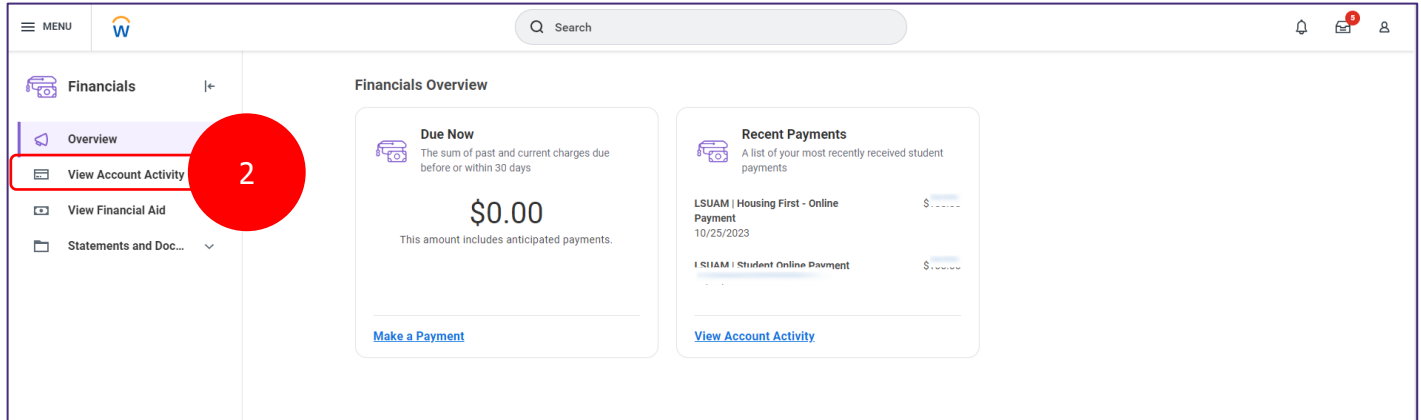 MENU
W
Search
5
Financials
Overview
View Account Activity
2
View Financial Aid
Statements and Doc...
Financials Overview
Due Now
The sum of past and current charges due
before or within 30 days
$0.00
This amount includes anticipated payments.
Make a Payment
Recent Payments
A list of your most recently received student
payments
LSUAM | Housing First - Online
Payment
$
10/25/2023
LSUAM | Student Online Payment
$
View Account Activity